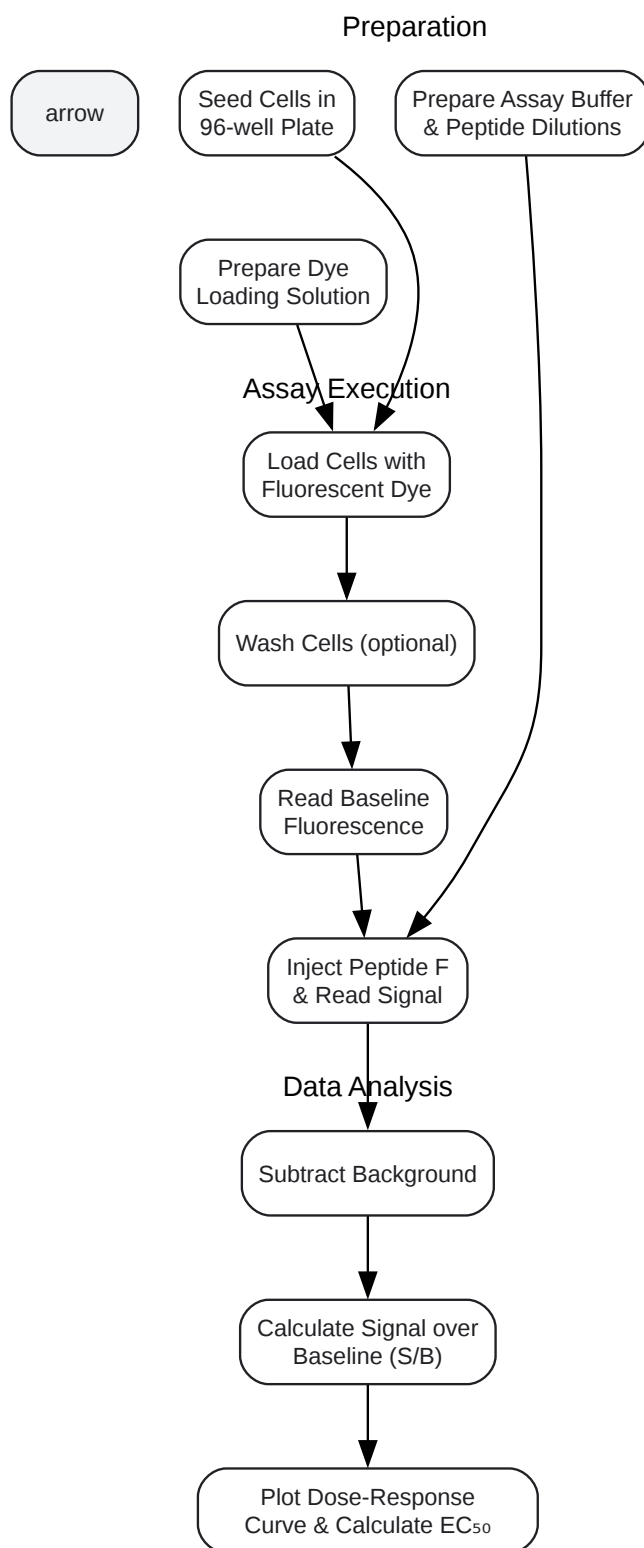 Preparation
arrow
Seed Cells in
96-well Plate
Prepare Assay Buffer
& Peptide Dilutions
Prepare Dye
Loading Solution
Assay Execution
Load Cells with
Fluorescent Dye
Wash Cells (optional)
Read Baseline
Fluorescence
Inject Peptide F
& Read Signal
Data Analysis
Subtract Background
Calculate Signal over
Baseline (S/B)
Plot Dose-Response
Curve & Calculate EC₅₀